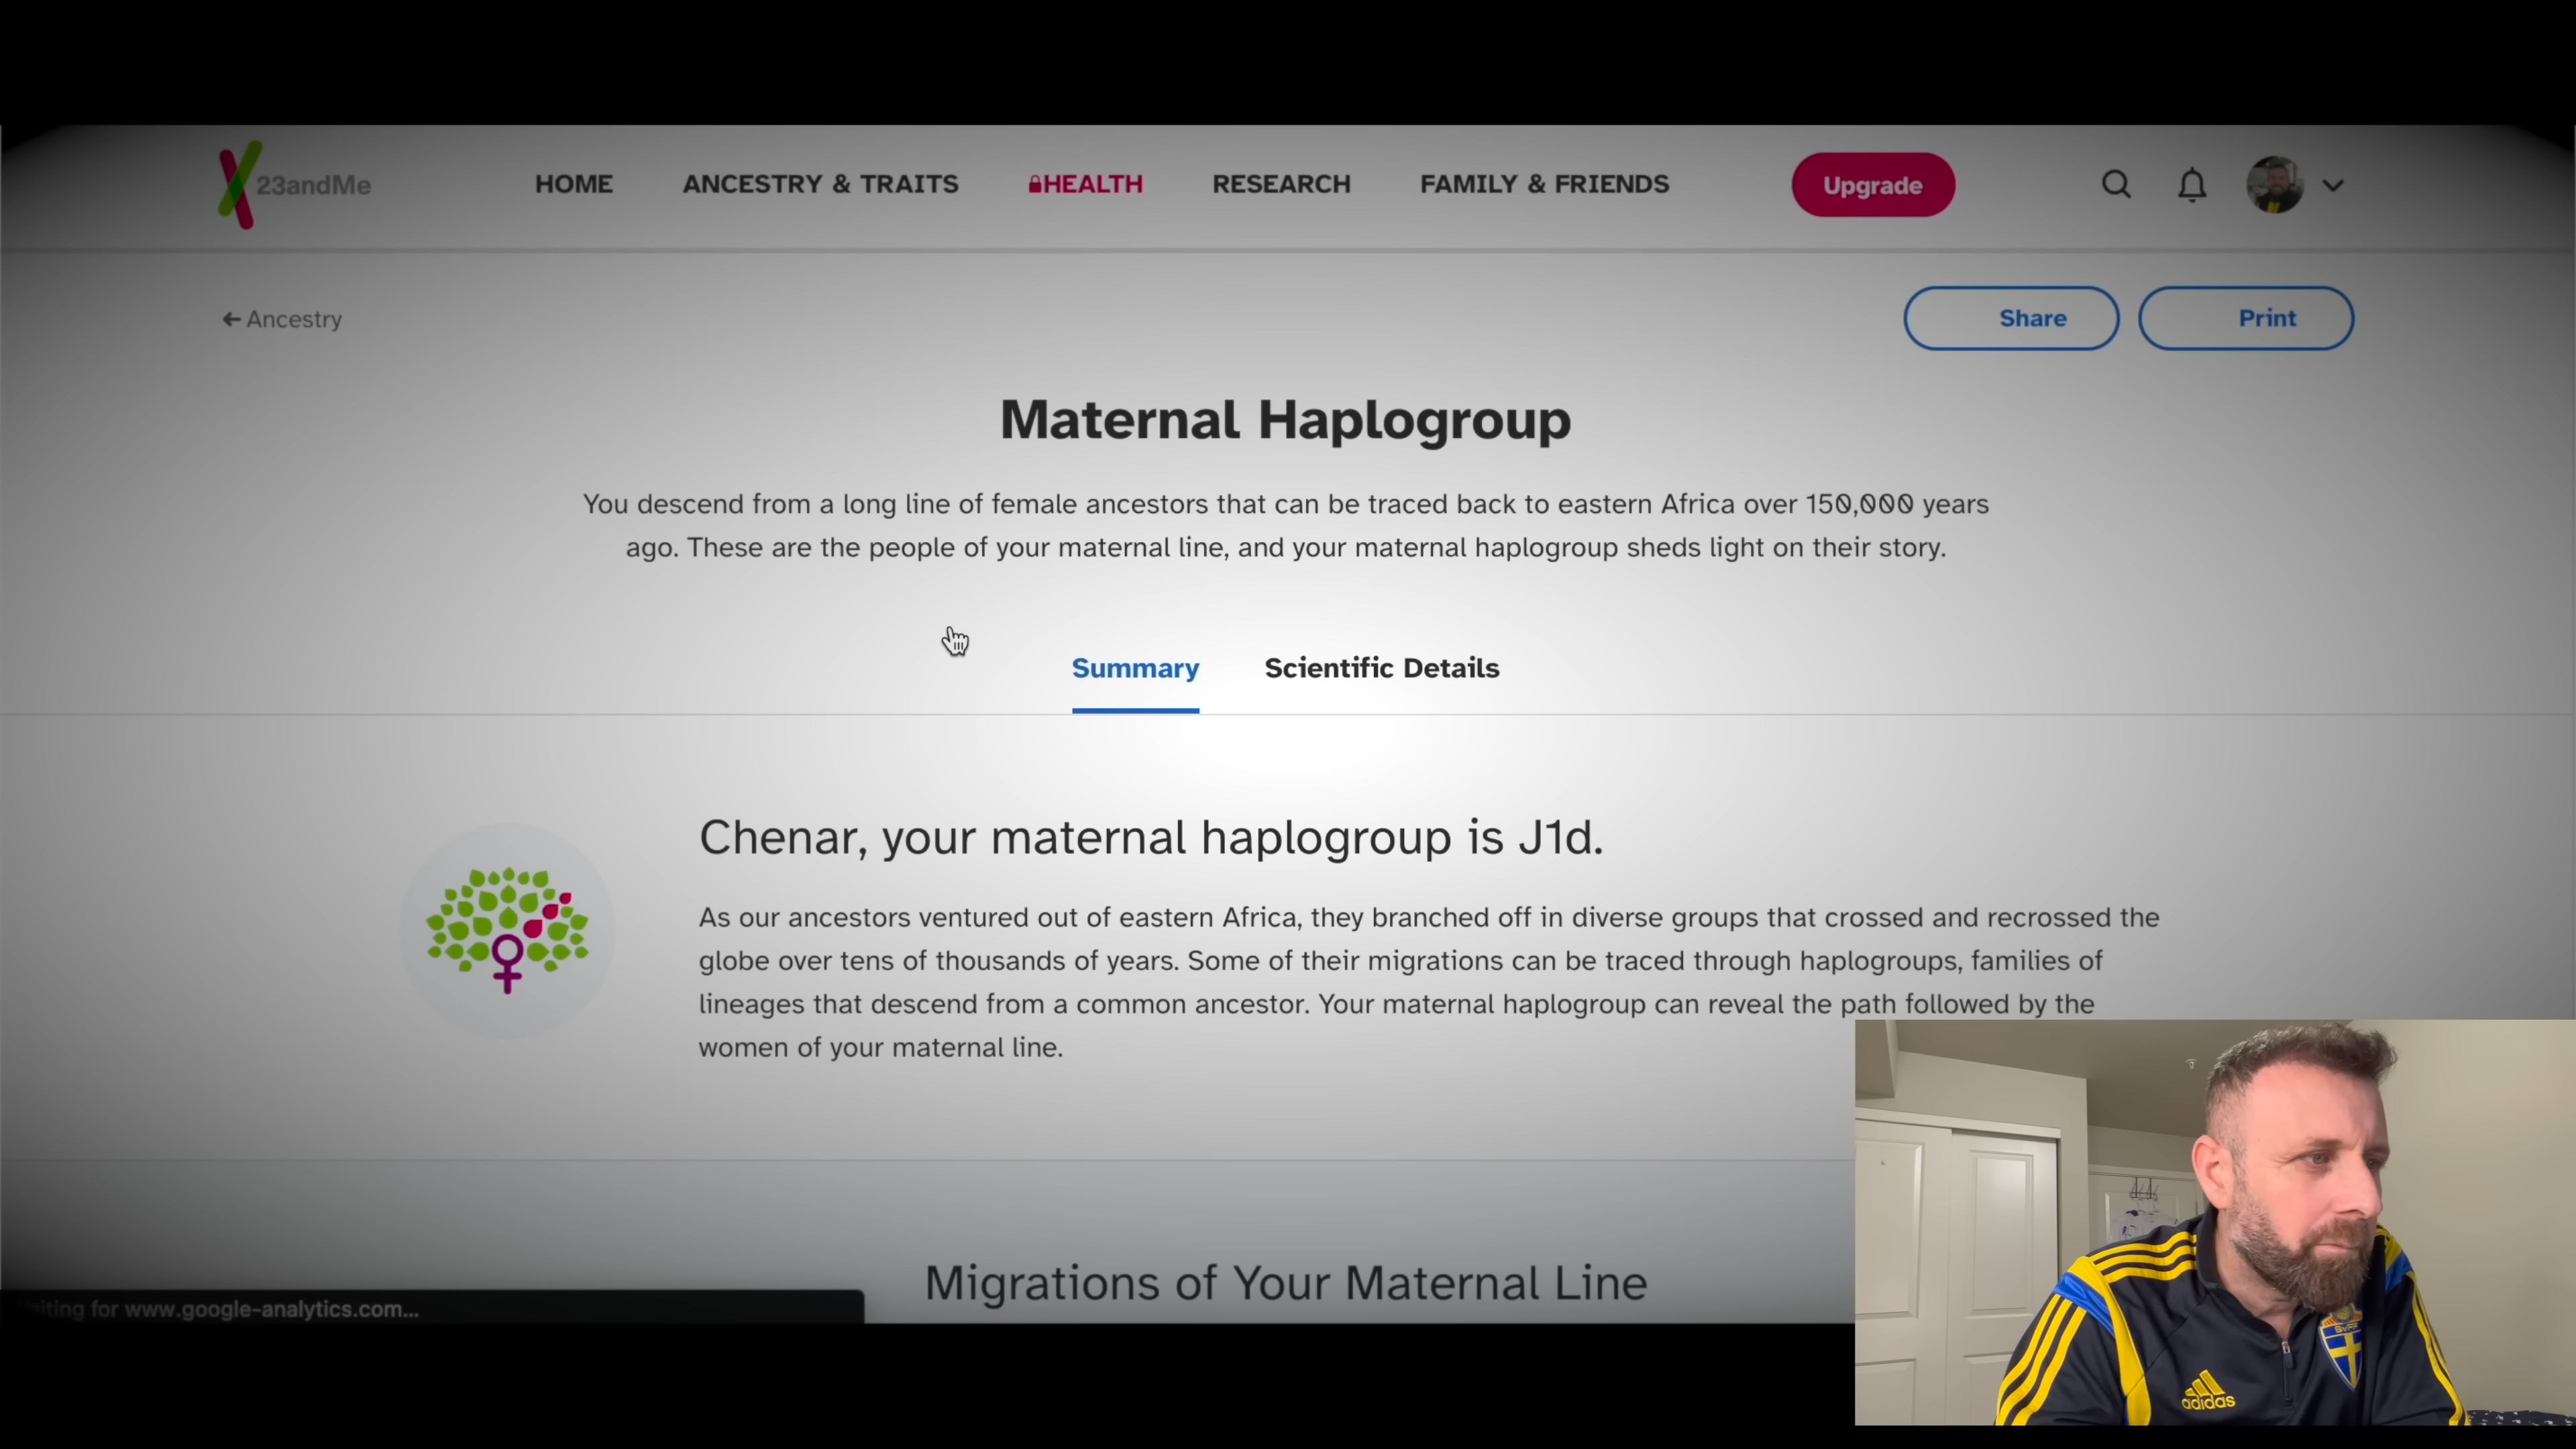 23andMe
HOME
ANCESTRY & TRAITS
HEALTH
RESEARCH
FAMILY & FRIENDS
Upgrade
← Ancestry
Share
Print
Maternal Haplogroup
You descend from a long line of female ancestors that can be traced back to eastern Africa over 150,000 years
ago. These are the people of your maternal line, and your maternal haplogroup sheds light on their story.
Summary
Scientific Details
Chenar, your maternal haplogroup is J1d.
As our ancestors ventured out of eastern Africa, they branched off in diverse groups that crossed and recrossed the
globe over tens of thousands of years. Some of their migrations can be traced through haplogroups, families of
lineages that descend from a common ancestor. Your maternal haplogroup can reveal the path followed by the
women of your maternal line.
Migrations of Your Maternal Line
for www.google-analytics.com...
adidas